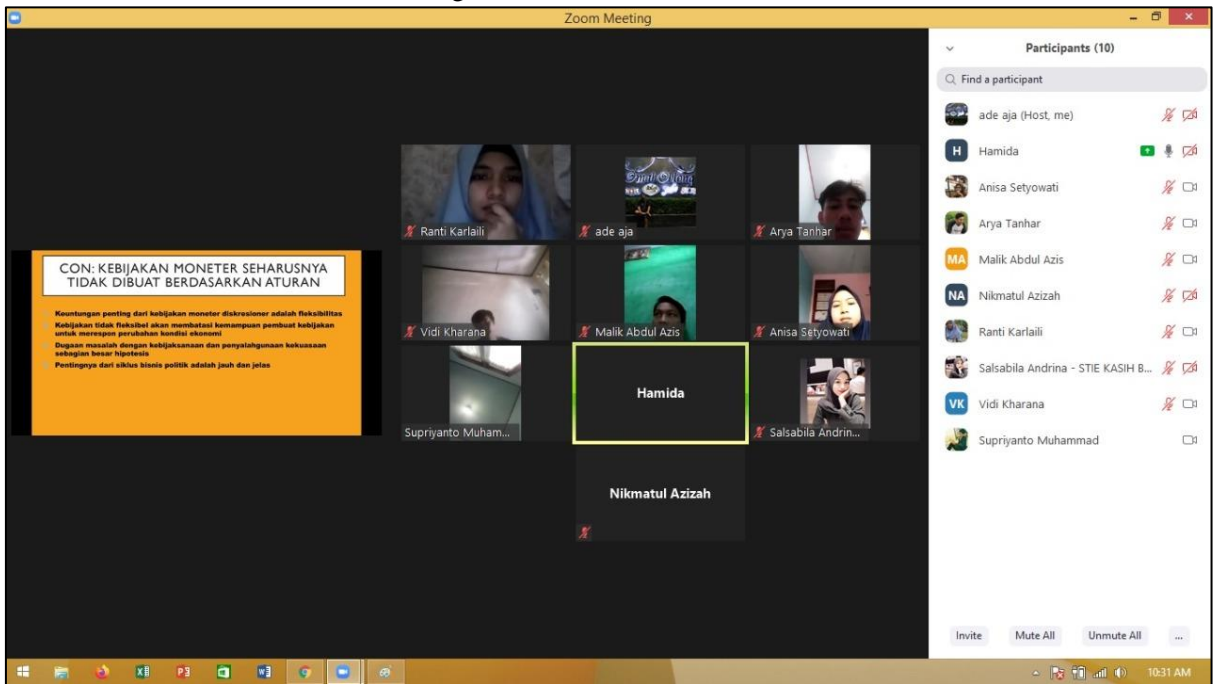 Zoom Meeting
CON: KEBIJAKAN MONETER SEHARUSNYA
TIDAK DIBUAT BERDASARKAN ATURAN
Keuntungan penting dari kebijakan moneter diskresioner adalah fleksibilitas
Kebijakan tidak fleksibel akan membatasi kemampuan pembuat kebijakan
untuk merespon perubahan kondisi ekonomi
Dugaan masalah dengan kebijaksanaan dan penyalahgunaan kekuasaan
sebagian besar hipotesis
Pentingnya dari siklus bisnis politik adalah jauh dan jelas
Ranti Karlaili
ade aja
Arya Tanhar
Vidi Kharana
Malik Abdul Azis
Anisa Setyowati
Supriyanto Muham...
Hamida
Salsabila Andrin...
Nikmatul Azizah
Participants (10)
Find a participant
ade aja (Host, me)
H Hamida
Anisa Setyowati
Arya Tanhar
MA Malik Abdul Azis
NA Nikmatul Azizah
Ranti Karlaili
Salsabila Andrina - STIE KASIH B...
VK Vidi Kharana
Supriyanto Muhammad
Invite Mute All Unmute All ...
10:31 AM